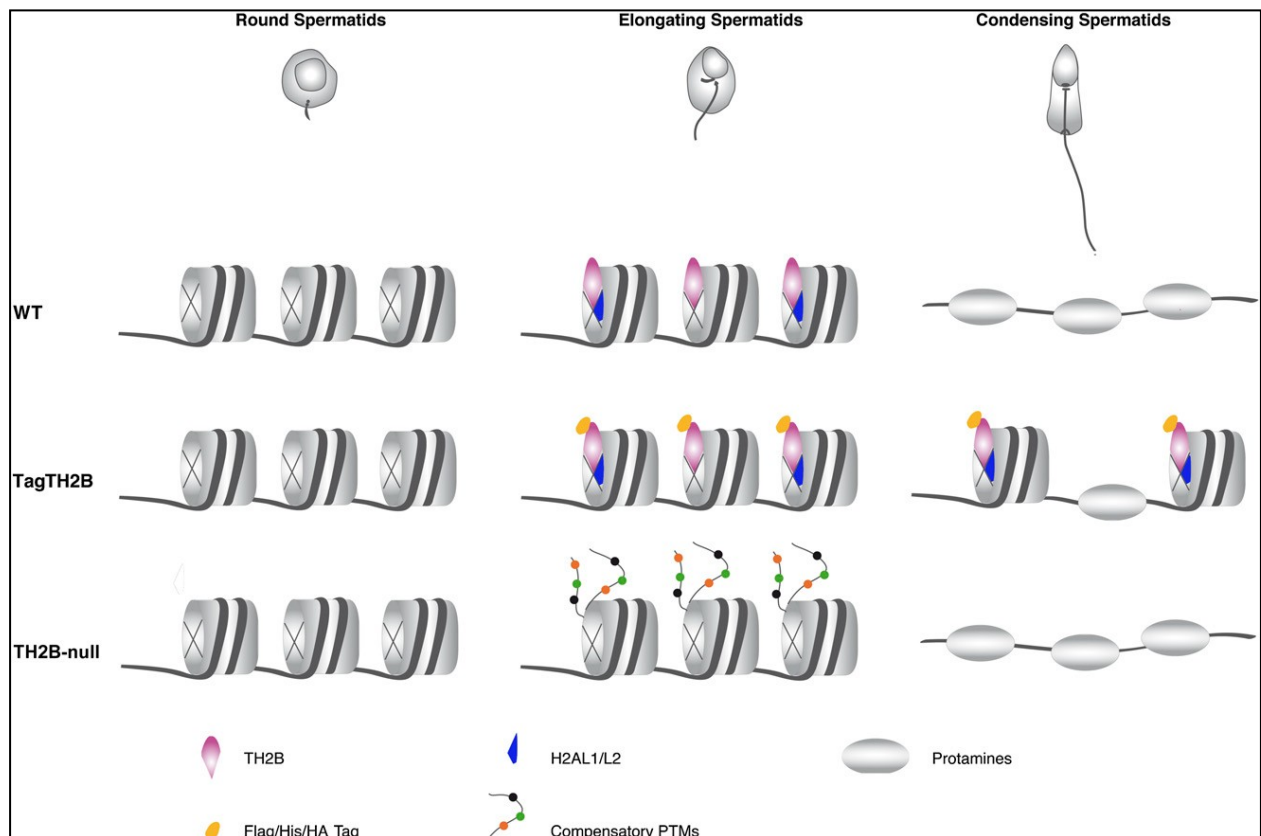 Round Spermatids Elongating Spermatids Condensing Spermatids
WT
TagTH2B
TH2B-null
TH2B H2AL1/L2 Protamines
Flag/His/HA Tag Compensatory PTMs